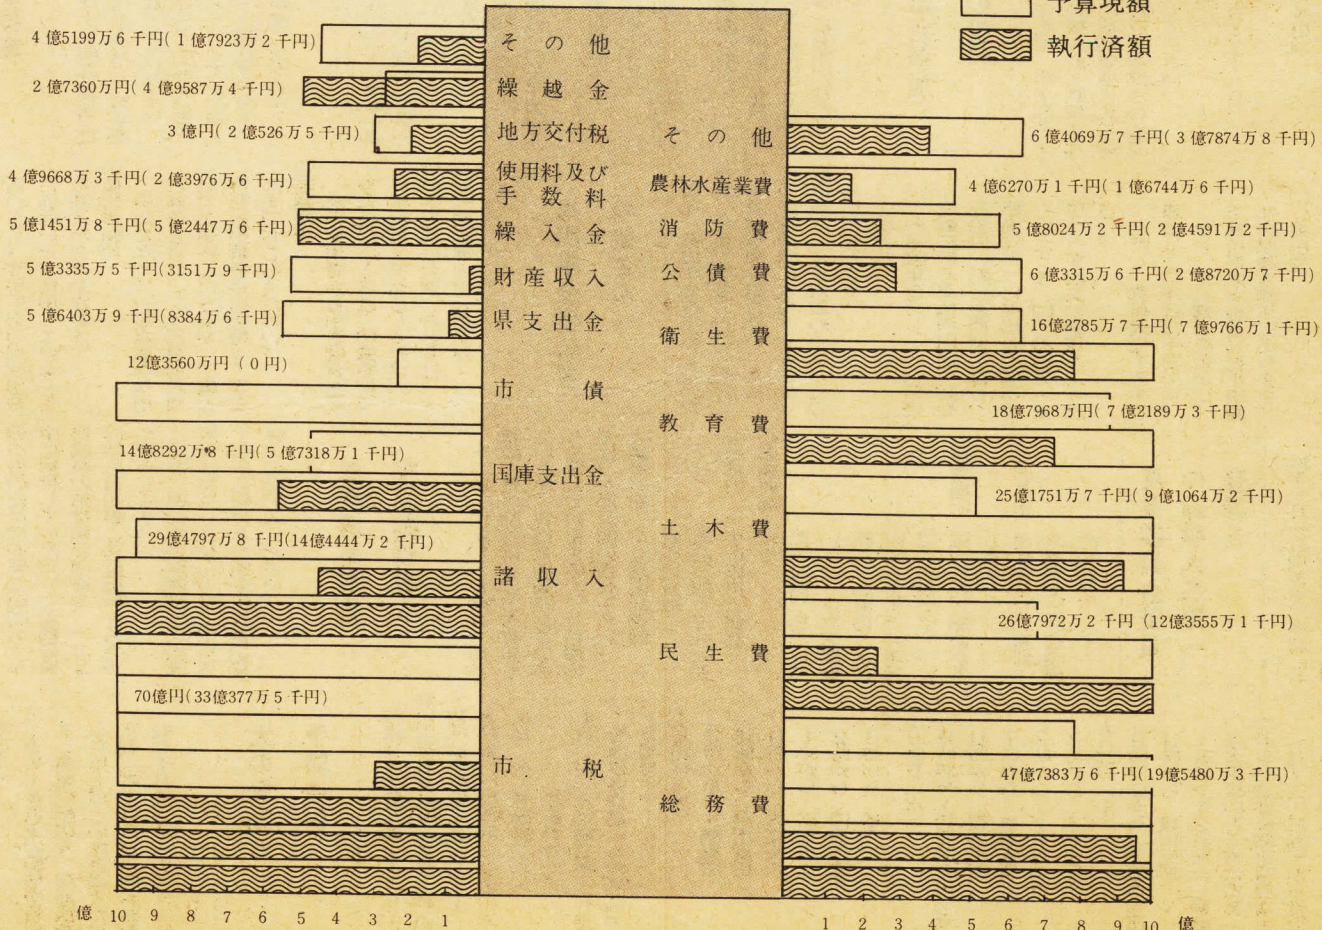 予算現額
執行済額
4億5199万6千円(1億7923万2千円)
その他
2億7360万円(4億9587万4千円)
繰越金
3億円(2億526万5千円)
地方交付税
4億9668万3千円(2億3976万6千円)
使用料及び
手数料
5億1451万8千円(5億2447万6千円)
繰入金
5億3335万5千円(3151万9千円)
財産収入
5億6403万9千円(8384万6千円)
県支出金
12億3560万円(0円)
市債
14億8292万8千円(5億7318万1千円)
国庫支出金
29億4797万8千円(14億4444万2千円)
諸収入
70億円(33億377万5千円)
市税
億 10 9 8 7 6 5 4 3 2 1
その他
6億4069万7千円(3億7874万8千円)
農林水産業費
4億6270万1千円(1億6744万6千円)
消防費
5億8024万2千円(2億4591万2千円)
公債費
6億3315万6千円(2億8720万7千円)
衛生費
16億2785万7千円(7億9766万1千円)
教育費
18億7968万円(7億2189万3千円)
土木費
25億1751万7千円(9億1064万2千円)
民生費
26億7972万2千円(12億3555万1千円)
総務費
47億7383万6千円(19億5480万3千円)
1 2 3 4 5 6 7 8 9 10 億